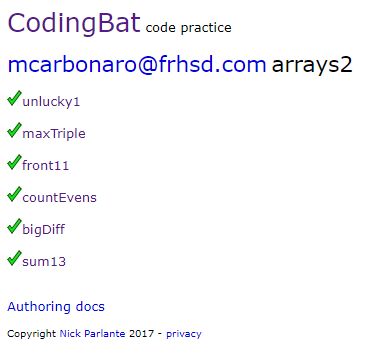 CodingBat code practice
mcarbonaro@frhsd.com arrays2
unlucky1
maxTriple
front11
countEvens
bigDiff
sum13
Authoring docs
Copyright Nick Parlante 2017 - privacy